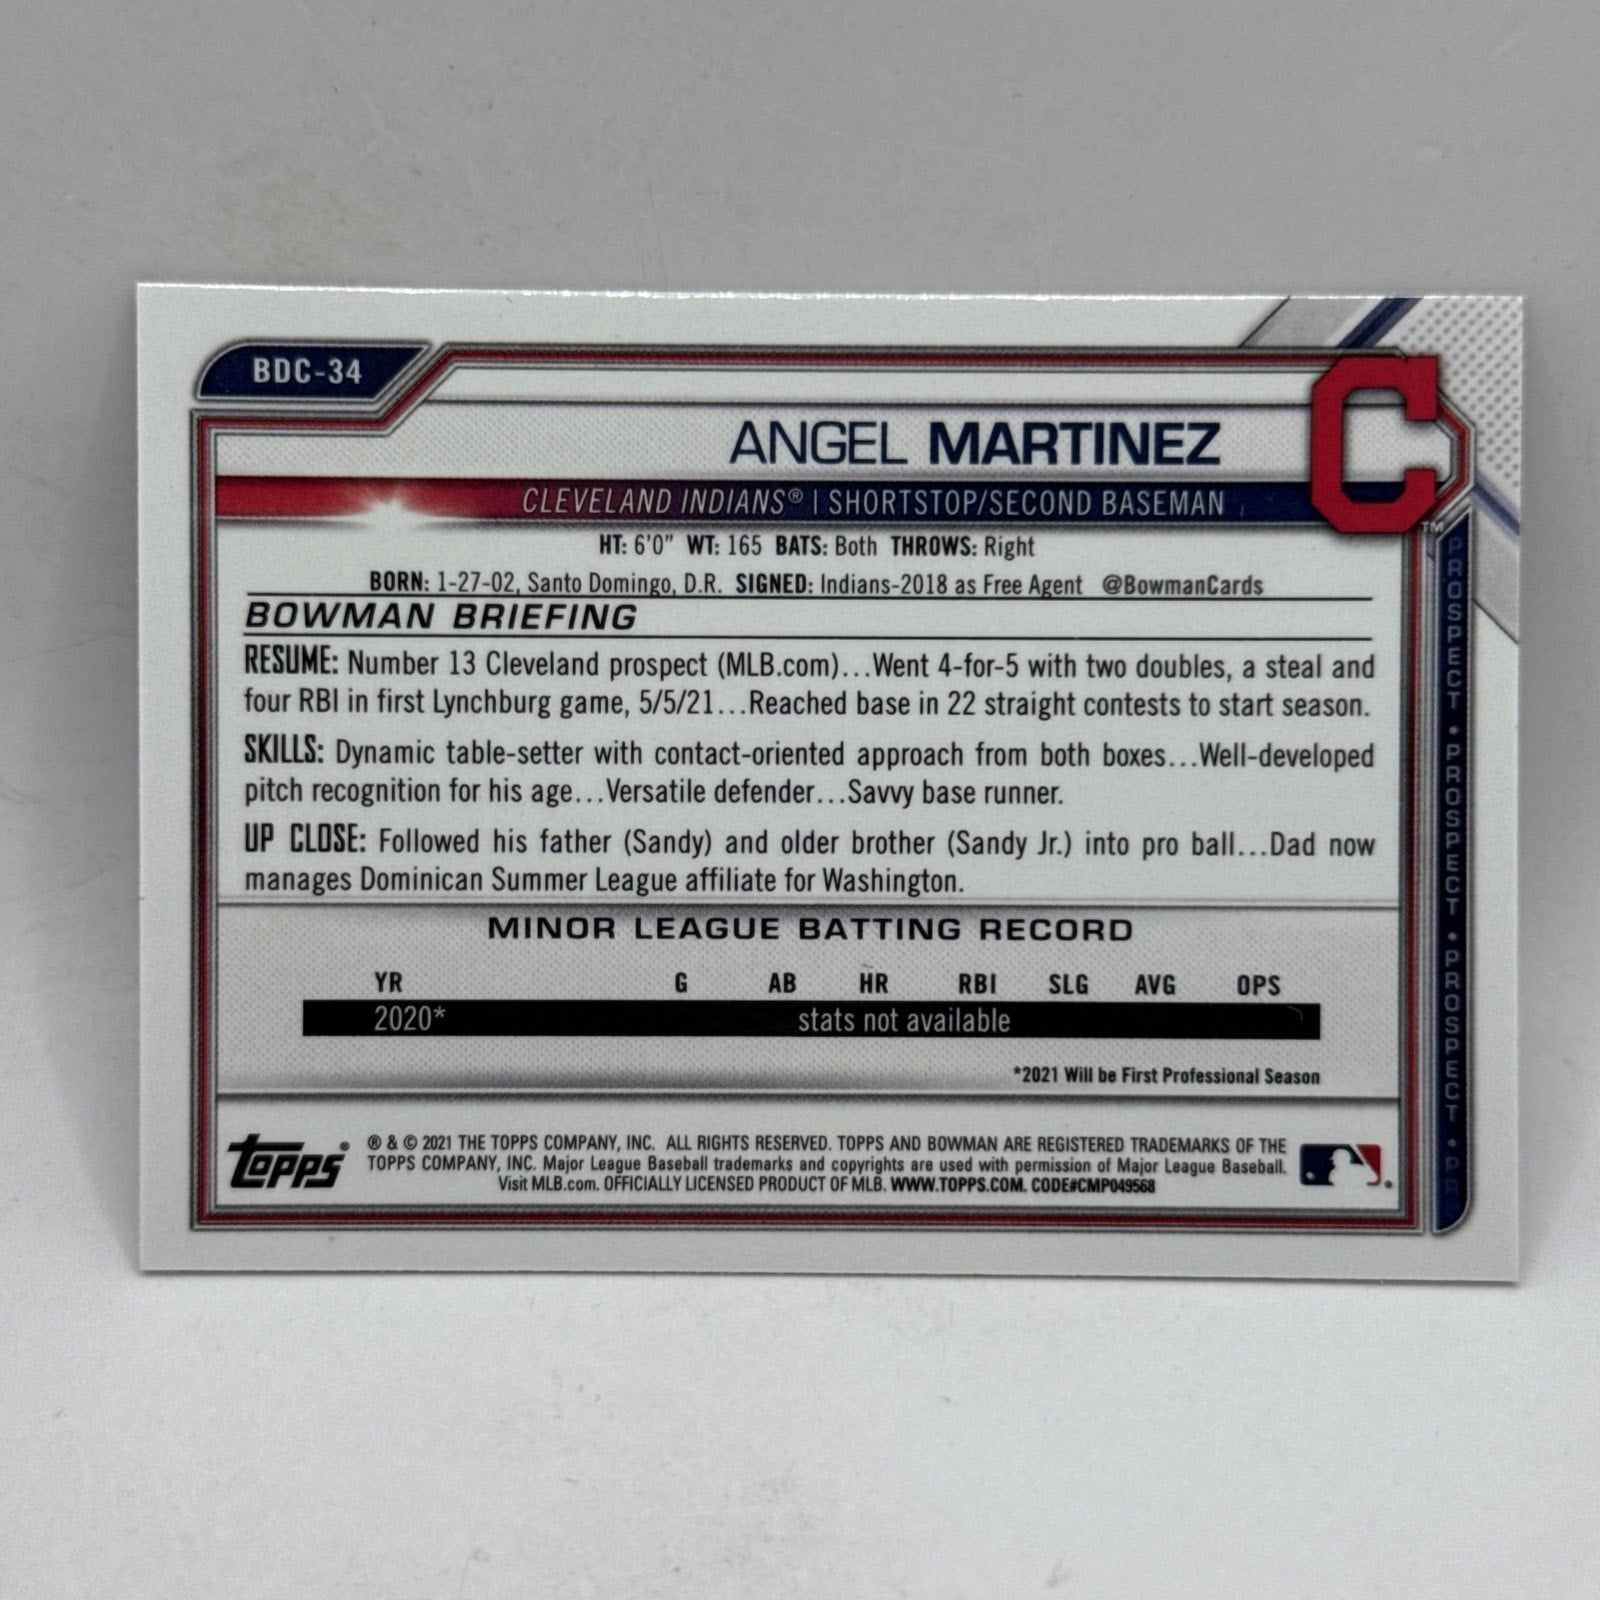 BDC-34
C
ANGEL MARTINEZ
CLEVELAND INDIANS® | SHORTSTOP/SECOND BASEMAN
TM
HT: 6'0" WT: 165 BATS: Both THROWS: Right
BORN: 1-27-02, Santo Domingo, D.R. SIGNED: Indians-2018 as Free Agent @BowmanCards
BOWMAN BRIEFING
RESUME: Number 13 Cleveland prospect (MLB.com)...Went 4-for-5 with two doubles, a steal and
four RBI in first Lynchburg game, 5/5/21...Reached base in 22 straight contests to start season.
SKILLS: Dynamic table-setter with contact-oriented approach from both boxes...Well-developed
pitch recognition for his age...Versatile defender...Savvy base runner.
UP CLOSE: Followed his father (Sandy) and older brother (Sandy Jr.) into pro ball...Dad now
manages Dominican Summer League affiliate for Washington.
MINOR LEAGUE BATTING RECORD
YR G AB HR RBI SLG AVG OPS
2020* stats not available
*2021 Will be First Professional Season
Topps®
® & © 2021 THE TOPPS COMPANY, INC. ALL RIGHTS RESERVED. TOPPS AND BOWMAN ARE REGISTERED TRADEMARKS OF THE
TOPPS COMPANY, INC. Major League Baseball trademarks and copyrights are used with permission of Major League Baseball.
Visit MLB.com. OFFICIALLY LICENSED PRODUCT OF MLB. WWW.TOPPS.COM. CODE#CMP049568
PROSPECT • PROSPECT • PROSPECT • PR